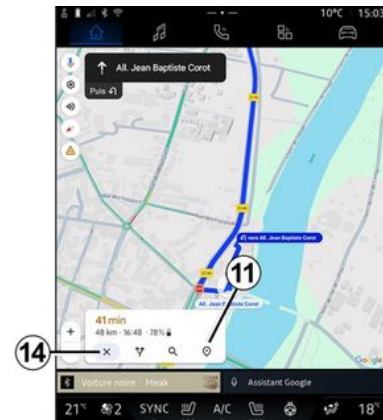 10°C 15:03
All. Jean Baptiste Corot
Puis
vers All. Jean Baptiste Corot
All. Jean Baptiste Corot
11
41 min
48 km · 16:48 · 78%
14
Google
Voiture noire · Meak
Assistant Google
21° 2 SYNC A/C 18°